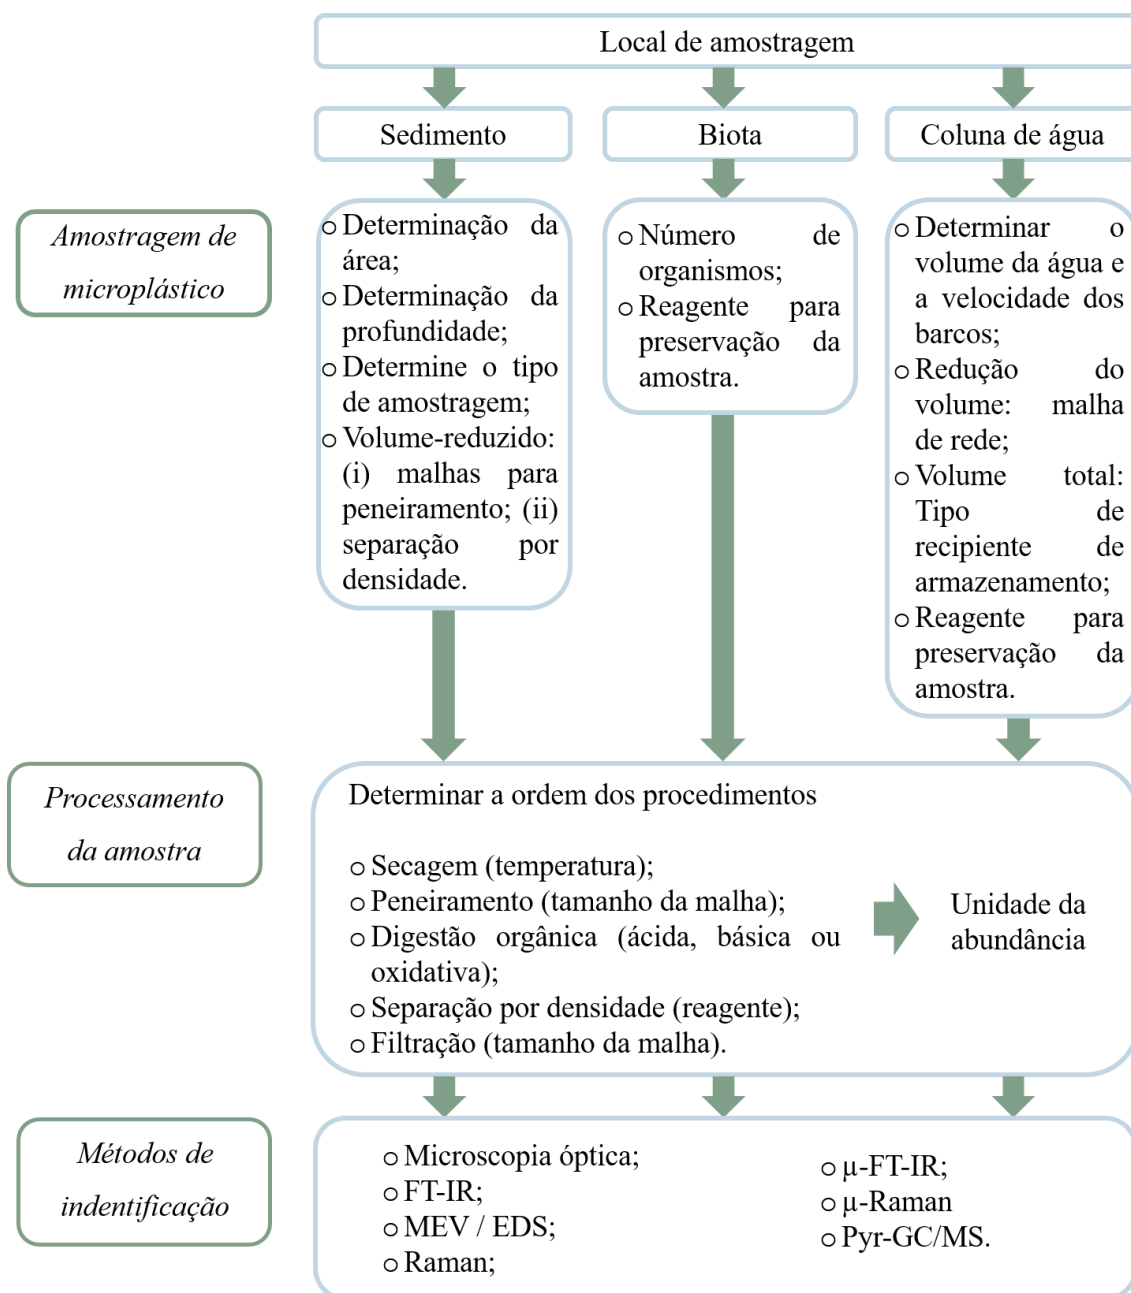 Local de amostragem
Sedimento
Biota
Coluna de água
Amostragem de
microplástico
o Determinação da
área;
o Determinação da
profundidade;
o Determine o tipo
de amostragem;
o Volume-reduzido:
(i) malhas para
peneiramento; (ii)
separação por
densidade.
o Número de
organismos;
o Reagente para
preservação da
amostra.
o Determinar o
volume da água e
a velocidade dos
barcos;
o Redução do
volume: malha
de rede;
o Volume total:
Tipo de
recipiente de
armazenamento;
o Reagente para
preservação da
amostra.
Processamento
da amostra
Determinar a ordem dos procedimentos
o Secagem (temperatura);
o Peneiramento (tamanho da malha);
o Digestão orgânica (ácida, básica ou
oxidativa);
o Separação por densidade (reagente);
o Filtração (tamanho da malha).
Unidade da
abundância
Métodos de
indentificação
o Microscopia óptica;
o FT-IR;
o MEV / EDS;
o Raman;
o µ-FT-IR;
o µ-Raman
o Pyr-GC/MS.